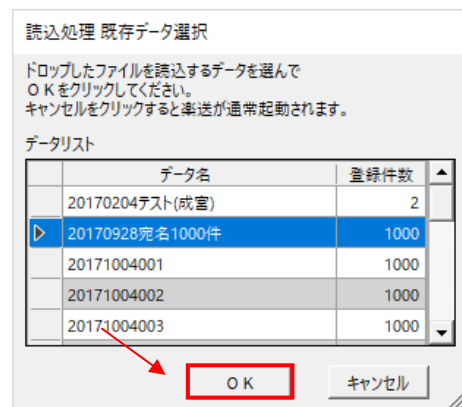 読込処理 既存データ選択
ドロップしたファイルを読込するデータを選んで
ＯＫをクリックしてください。
キャンセルをクリックすると楽送が通常起動されます。
データリスト
データ名 登録件数
20170204テスト(成宮) 2
20170928宛名1000件 1000
20171004001 1000
20171004002 1000
20171004003 1000
ＯＫ キャンセル